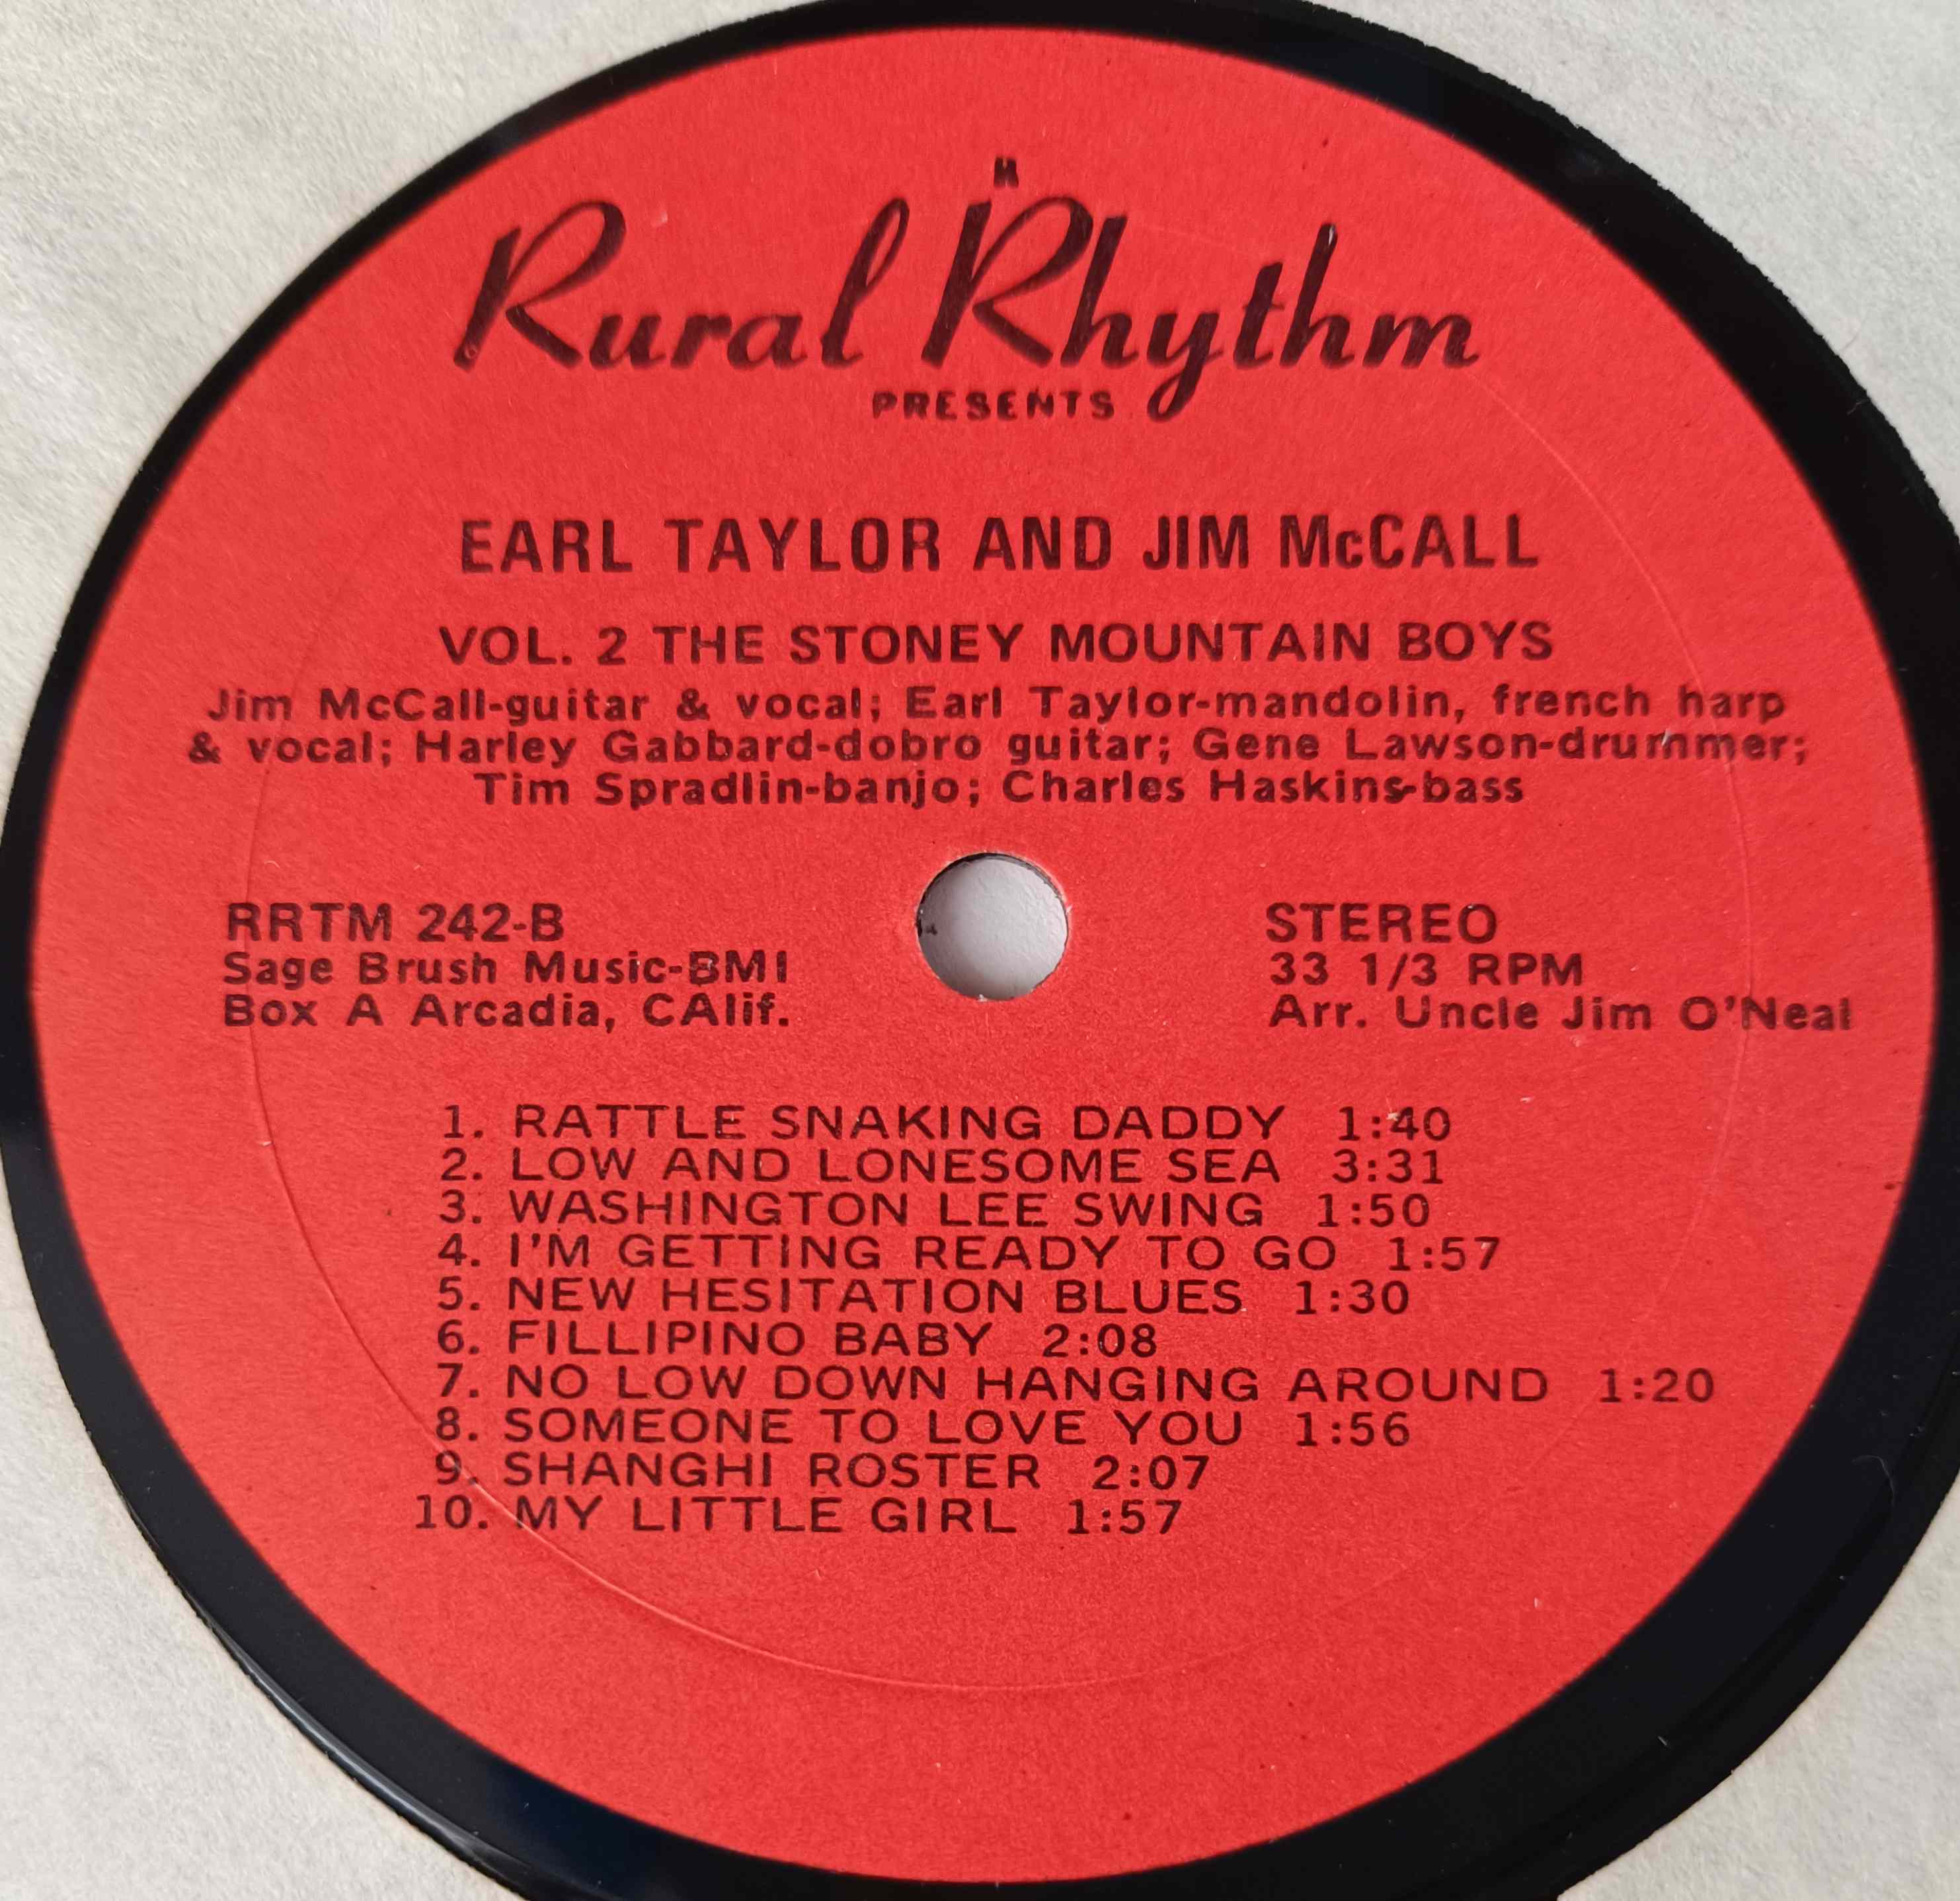 Rural Rhythm
PRESENTS
EARL TAYLOR AND JIM McCALL
VOL. 2 THE STONEY MOUNTAIN BOYS
Jim McCall-guitar & vocal; Earl Taylor-mandolin, french harp
& vocal; Harley Gabbard-dobro guitar; Gene Lawson-drummer;
Tim Spradlin-banjo; Charles Haskins-bass
RRTM 242-B
Sage Brush Music-BMI
Box A Arcadia, CAlif.
STEREO
33 1/3 RPM
Arr. Uncle Jim O'Neal
1. RATTLE SNAKING DADDY 1:40
2. LOW AND LONESOME SEA 3:31
3. WASHINGTON LEE SWING 1:50
4. I'M GETTING READY TO GO 1:57
5. NEW HESITATION BLUES 1:30
6. FILLIPINO BABY 2:08
7. NO LOW DOWN HANGING AROUND 1:20
8. SOMEONE TO LOVE YOU 1:56
9. SHANGHI ROSTER 2:07
10. MY LITTLE GIRL 1:57